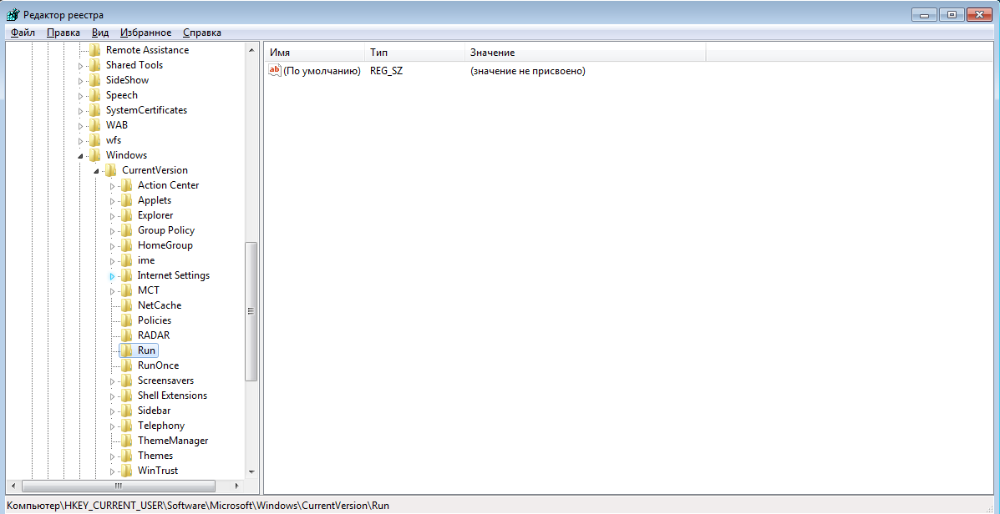 Редактор реестра
Файл Правка Вид Избранное Справка
Remote Assistance
Shared Tools
SideShow
Speech
SystemCertificates
WAB
wfs
Windows
CurrentVersion
Action Center
Applets
Explorer
Group Policy
HomeGroup
ime
Internet Settings
MCT
NetCache
Policies
RADAR
Run
RunOnce
Screensavers
Shell Extensions
Sidebar
Telephony
ThemeManager
Themes
WinTrust
Имя Тип Значение
ab (По умолчанию) REG_SZ (значение не присвоено)
Компьютер\HKEY_CURRENT_USER\Software\Microsoft\Windows\CurrentVersion\Run